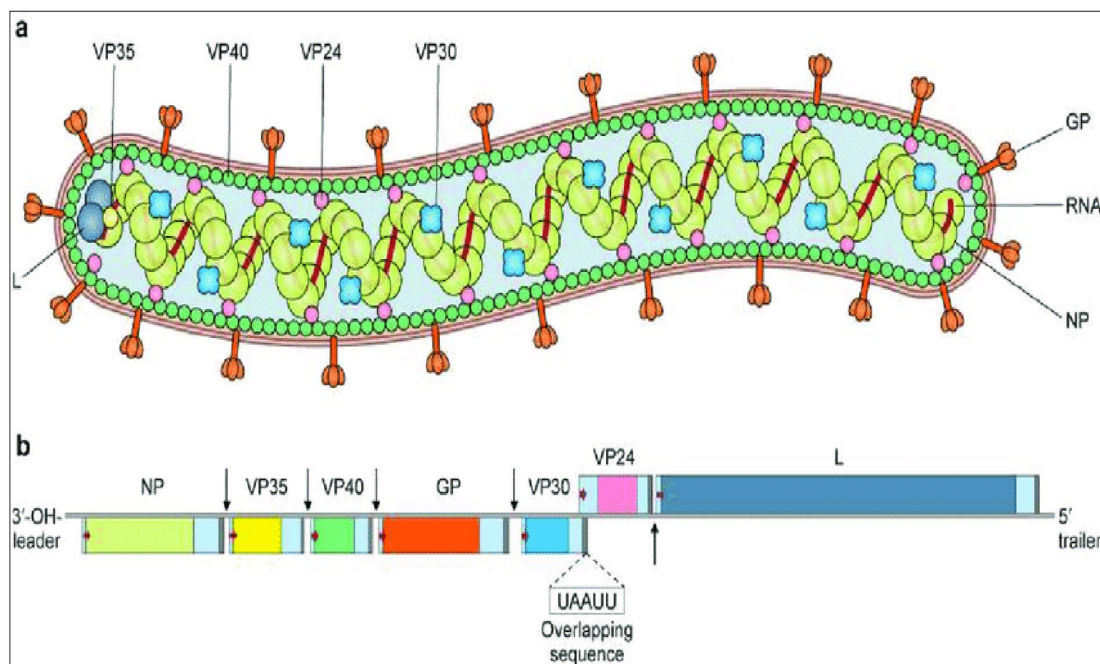 a
VP35 VP40 VP24 VP30
GP
RNA
L
NP
b
VP24 L
NP VP35 VP40 GP VP30
3′-OH- 5′
leader trailer
UAAUU
Overlapping
sequence